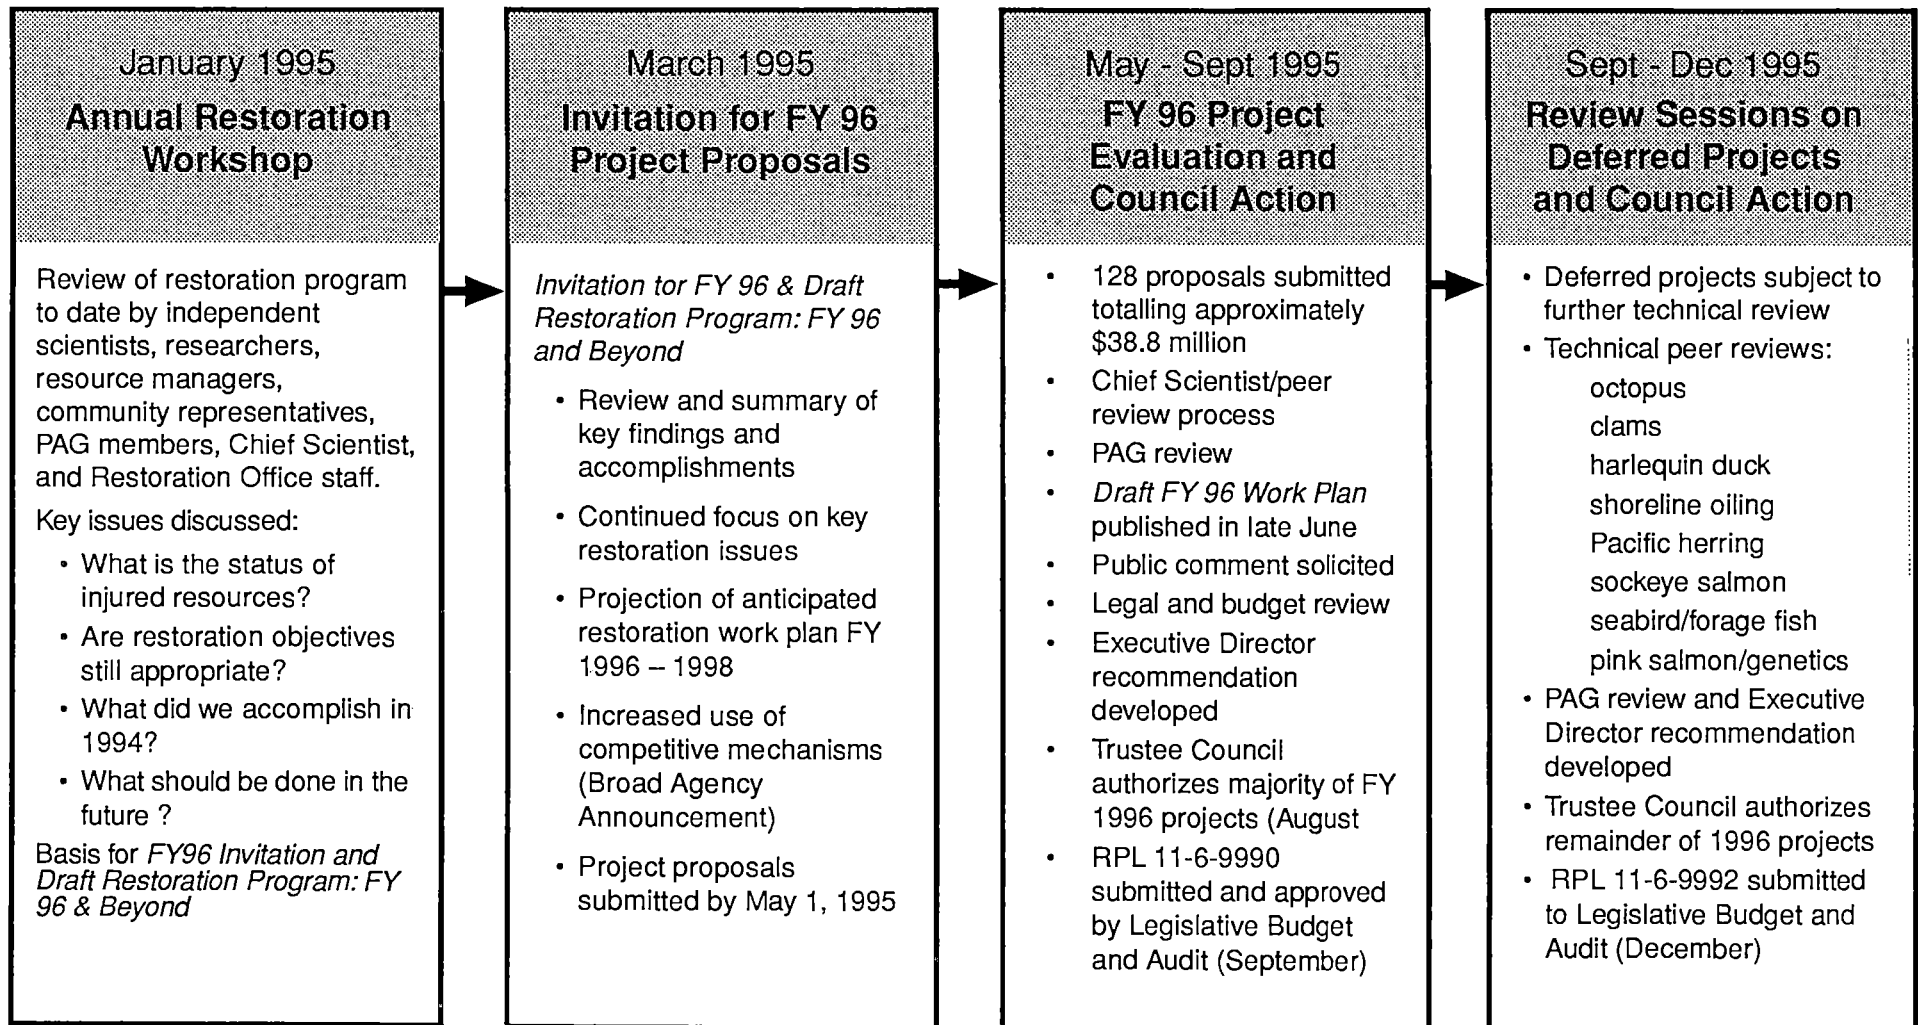 January 1995
Annual Restoration
Workshop
Review of restoration program
to date by independent
scientists, researchers,
resource managers,
community representatives,
PAG members, Chief Scientist,
and Restoration Office staff.
Key issues discussed:
• What is the status of
injured resources?
• Are restoration objectives
still appropriate?
• What did we accomplish in
1994?
• What should be done in the
future ?
Basis for FY96 Invitation and
Draft Restoration Program: FY
96 & Beyond
March 1995
Invitation for FY 96
Project Proposals
Invitation tor FY 96 & Draft
Restoration Program: FY 96
and Beyond
• Review and summary of
key findings and
accomplishments
• Continued focus on key
restoration issues
• Projection of anticipated
restoration work plan FY
1996 – 1998
• Increased use of
competitive mechanisms
(Broad Agency
Announcement)
• Project proposals
submitted by May 1, 1995
May - Sept 1995
FY 96 Project
Evaluation and
Council Action
• 128 proposals submitted
totalling approximately
$38.8 million
• Chief Scientist/peer
review process
• PAG review
• Draft FY 96 Work Plan
published in late June
• Public comment solicited
• Legal and budget review
• Executive Director
recommendation
developed
• Trustee Council
authorizes majority of FY
1996 projects (August
• RPL 11-6-9990
submitted and approved
by Legislative Budget
and Audit (September)
Sept - Dec 1995
Review Sessions on
Deferred Projects
and Council Action
• Deferred projects subject to
further technical review
• Technical peer reviews:
octopus
clams
harlequin duck
shoreline oiling
Pacific herring
sockeye salmon
seabird/forage fish
pink salmon/genetics
• PAG review and Executive
Director recommendation
developed
• Trustee Council authorizes
remainder of 1996 projects
• RPL 11-6-9992 submitted
to Legislative Budget and
Audit (December)